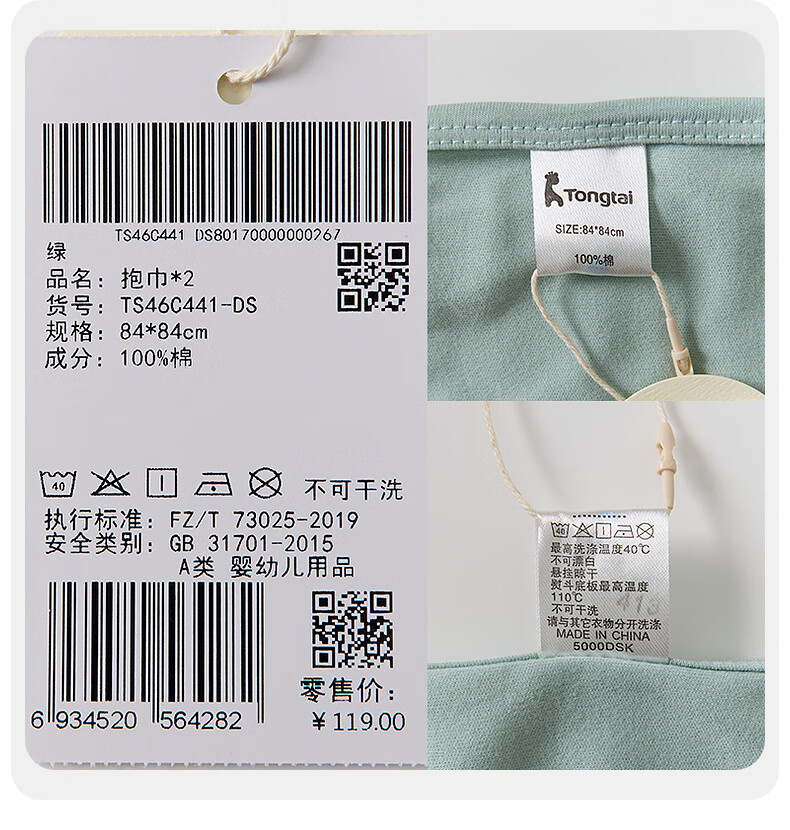 TS46C441 DS80170000000267
绿
品名：抱巾*2
货号：TS46C441-DS
规格：84*84cm
成分：100%棉
40
不可干洗
执行标准：FZ/T 73025-2019
安全类别：GB 31701-2015
A类 婴幼儿用品
6 934520 564282
零售价：
￥119.00
Tongtai
SIZE:84*84cm
100%棉
40
最高洗涤温度40℃
不可漂白
悬挂晾干
熨斗底板最高温度
110℃
不可干洗
请与其它衣物分开洗涤
MADE IN CHINA
5000DSK